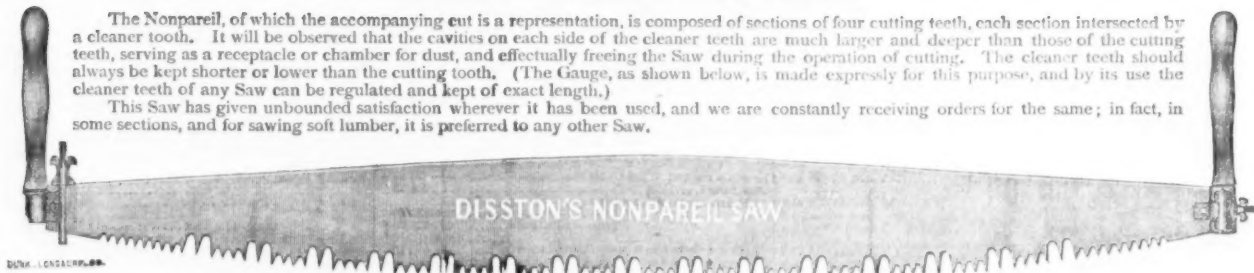 The Nonpareil, of which the accompanying cut is a representation, is composed of sections of four cutting teeth, each section intersected by
a cleaner tooth. It will be observed that the cavities on each side of the cleaner teeth are much larger and deeper than those of the cutting
teeth, serving as a receptacle or chamber for dust, and effectually freeing the Saw during the operation of cutting. The cleaner teeth should
always be kept shorter or lower than the cutting tooth. (The Gauge, as shown below, is made expressly for this purpose, and by its use the
cleaner teeth of any Saw can be regulated and kept of exact length.)
This Saw has given unbounded satisfaction wherever it has been used, and we are constantly receiving orders for the same; in fact, in
some sections, and for sawing soft lumber, it is preferred to any other Saw.
DISSTON'S NONPAREIL SAW